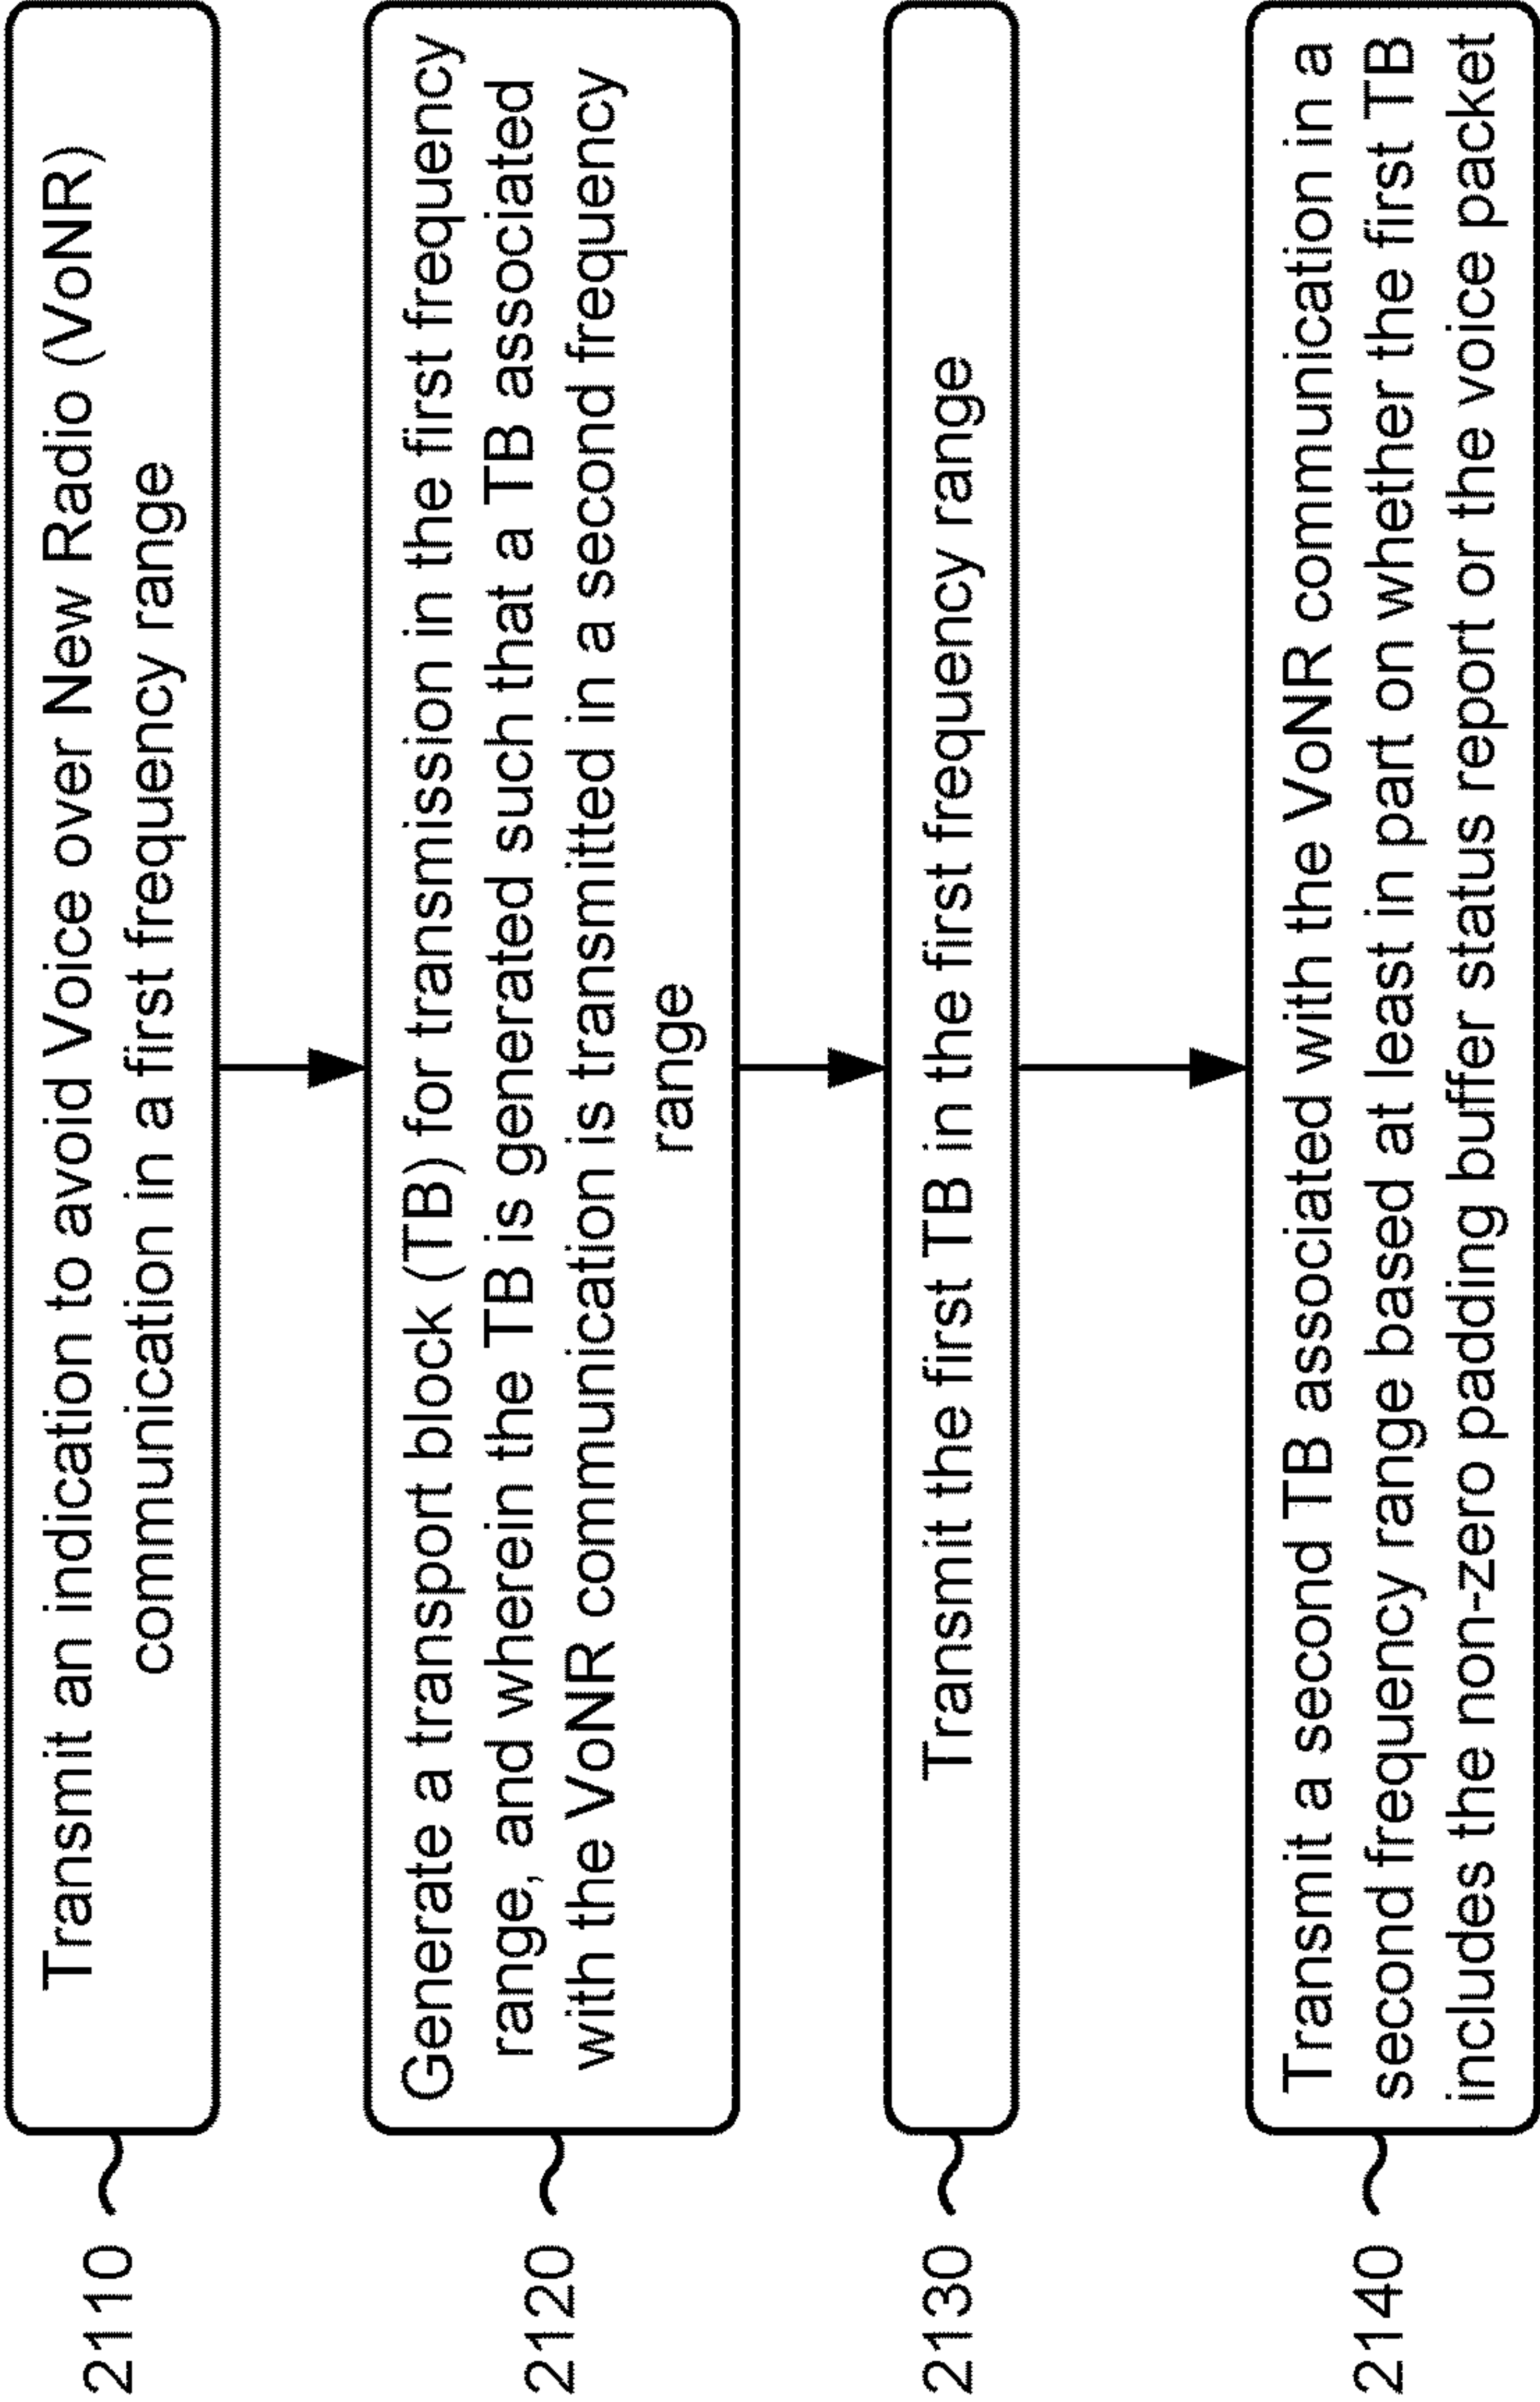 2110
Transmit an indication to avoid Voice over New Radio (VoNR)
communication in a first frequency range
2120
Generate a transport block (TB) for transmission in the first frequency
range, and wherein the TB is generated such that a TB associated
with the VoNR communication is transmitted in a second frequency
range
2130
Transmit the first TB in the first frequency range
2140
Transmit a second TB associated with the VoNR communication in a
second frequency range based at least in part on whether the first TB
includes the non-zero padding buffer status report or the voice packet